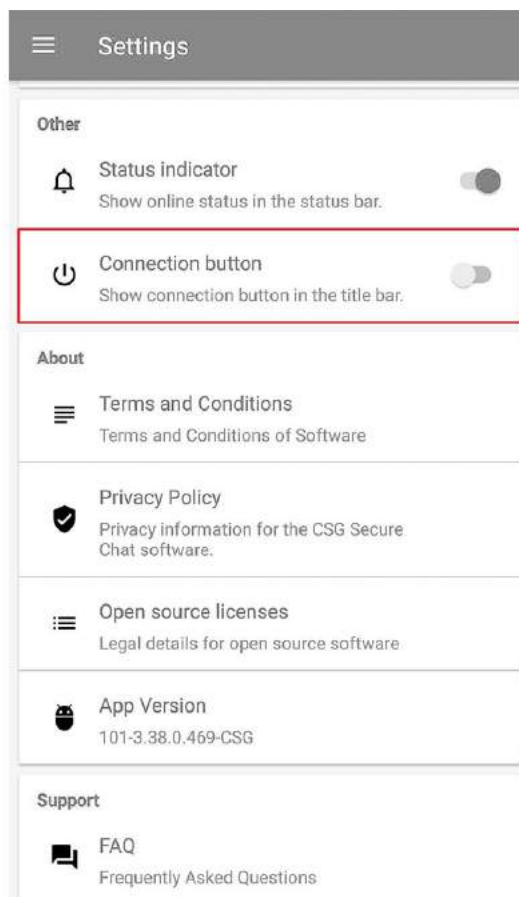 Settings
Other
Status indicator
Show online status in the status bar.
Connection button
Show connection button in the title bar.
About
Terms and Conditions
Terms and Conditions of Software
Privacy Policy
Privacy information for the CSG Secure
Chat software.
Open source licenses
Legal details for open source software
App Version
101-3.38.0.469-CSG
Support
FAQ
Frequently Asked Questions